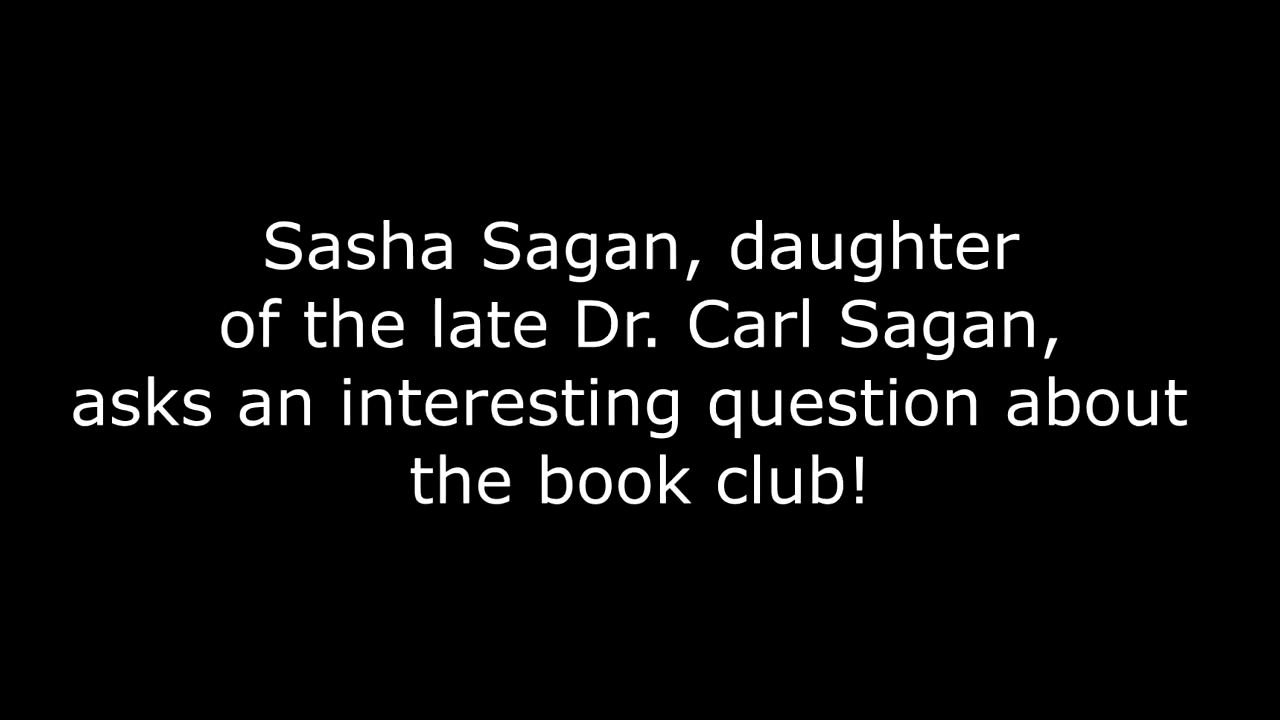 Sasha Sagan, daughter
of the late Dr. Carl Sagan,
asks an interesting question about
the book club!